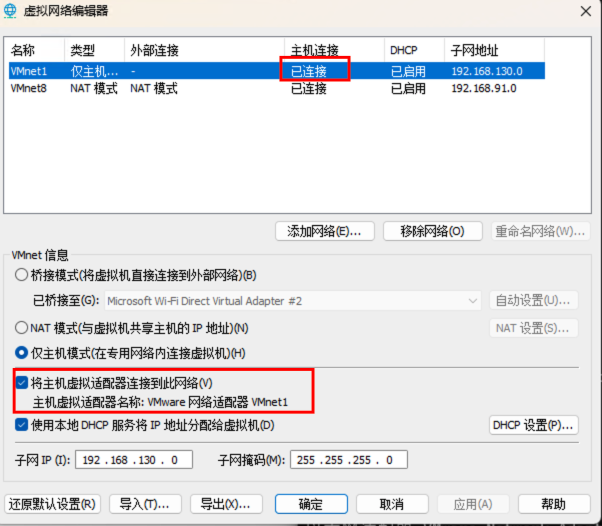 虚拟网络编辑器
名称 类型 外部连接 主机连接 DHCP 子网地址
VMnet1 仅主机... - 已连接 已启用 192.168.130.0
VMnet8 NAT 模式 NAT 模式 已连接 已启用 192.168.91.0
添加网络(E)... 移除网络(O) 重命名网络(W)...
VMnet 信息
桥接模式(将虚拟机直接连接到外部网络)(B)
已桥接至(G): Microsoft Wi-Fi Direct Virtual Adapter #2 自动设置(U)...
NAT 模式(与虚拟机共享主机的 IP 地址)(N) NAT 设置(S)...
仅主机模式(在专用网络内连接虚拟机)(H)
将主机虚拟适配器连接到此网络(V)
主机虚拟适配器名称: VMware 网络适配器 VMnet1
使用本地 DHCP 服务将 IP 地址分配给虚拟机(D) DHCP 设置(P)...
子网 IP (I): 192 . 168 . 130 . 0 子网掩码(M): 255 . 255 . 255 . 0
还原默认设置(R) 导入(T)... 导出(X)... 确定 取消 应用(A) 帮助